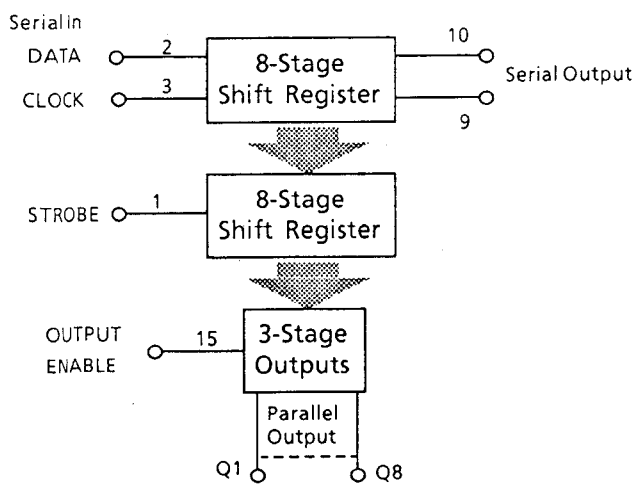 Serial in
DATA
2
8-Stage
Shift Register
10
Serial Output
CLOCK
3
9
STROBE
1
8-Stage
Shift Register
OUTPUT
ENABLE
15
3-Stage
Outputs
Parallel
Output
Q1
Q8